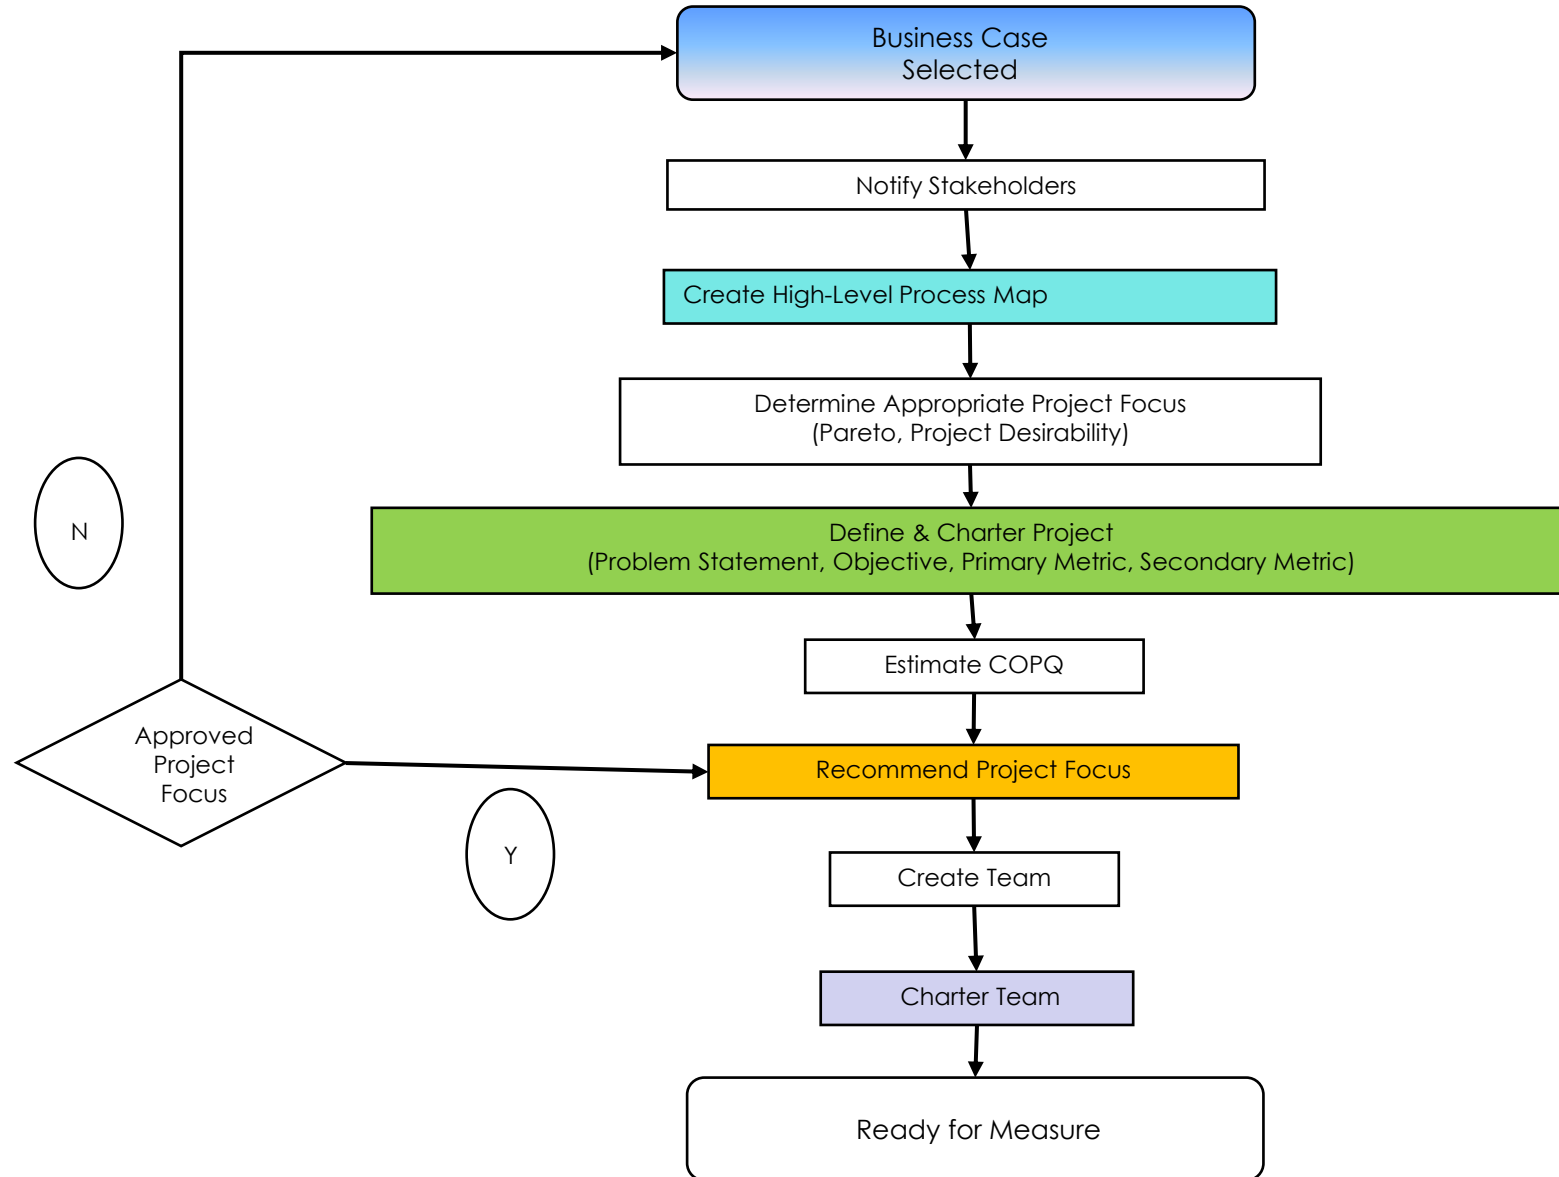 Business Case
Selected
Notify Stakeholders
Create High-Level Process Map
Determine Appropriate Project Focus
(Pareto, Project Desirability)
N
Define & Charter Project
(Problem Statement, Objective, Primary Metric, Secondary Metric)
Estimate COPQ
Approved
Project
Focus
Recommend Project Focus
Y
Create Team
Charter Team
Ready for Measure